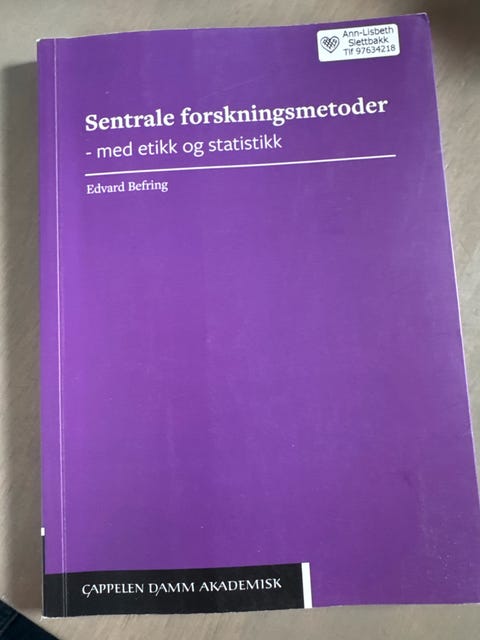 Ann-Lisbeth
Slettbakk
Tlf 97634218
Sentrale forskningsmetoder
- med etikk og statistikk
Edvard Befring
CAPPELEN DAMM AKADEMISK